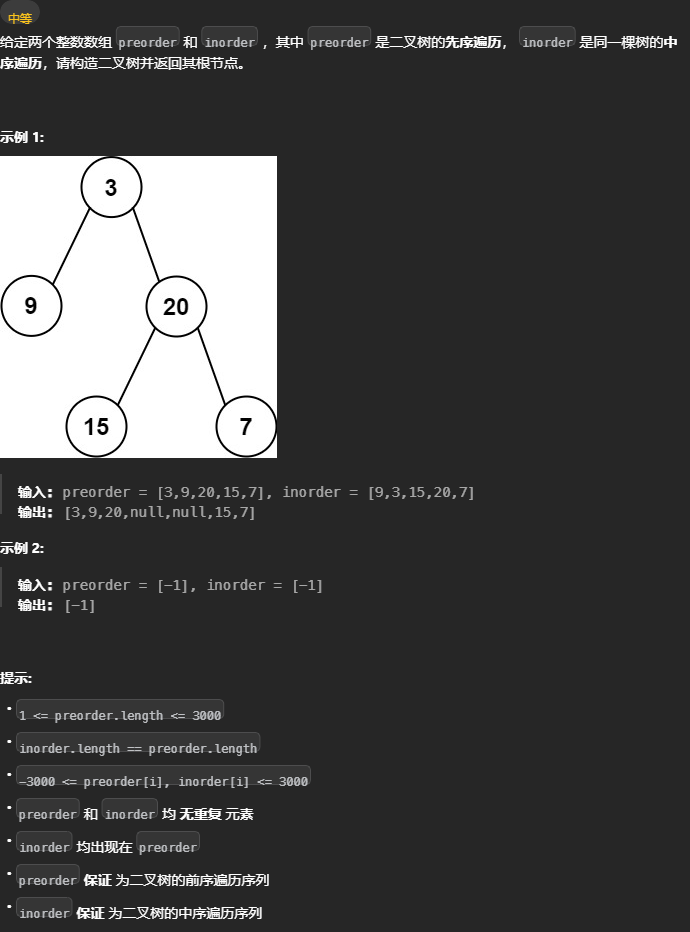 中等
给定两个整数数组 preorder 和 inorder ，其中 preorder 是二叉树的先序遍历， inorder 是同一棵树的中
序遍历，请构造二叉树并返回其根节点。
示例 1:
3
9
20
15
7
输入: preorder = [3,9,20,15,7], inorder = [9,3,15,20,7]
输出: [3,9,20,null,null,15,7]
示例 2:
输入: preorder = [-1], inorder = [-1]
输出: [-1]
提示:
• 1 <= preorder.length <= 3000
• inorder.length == preorder.length
• -3000 <= preorder[i], inorder[i] <= 3000
• preorder 和 inorder 均 无重复 元素
• inorder 均出现在 preorder
• preorder 保证 为二叉树的前序遍历序列
• inorder 保证 为二叉树的中序遍历序列